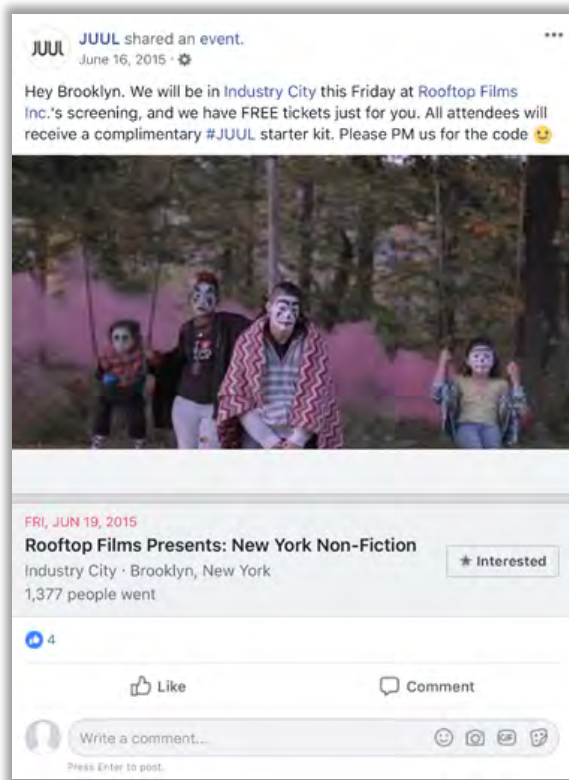 JUUL
JUUL shared an event.
June 16, 2015 ·
Hey Brooklyn. We will be in Industry City this Friday at Rooftop Films
Inc.'s screening, and we have FREE tickets just for you. All attendees will
receive a complimentary #JUUL starter kit. Please PM us for the code
FRI, JUN 19, 2015
Rooftop Films Presents: New York Non-Fiction
Industry City · Brooklyn, New York
1,377 people went
Interested
4
Like
Comment
Write a comment...
GIF
Press Enter to post.